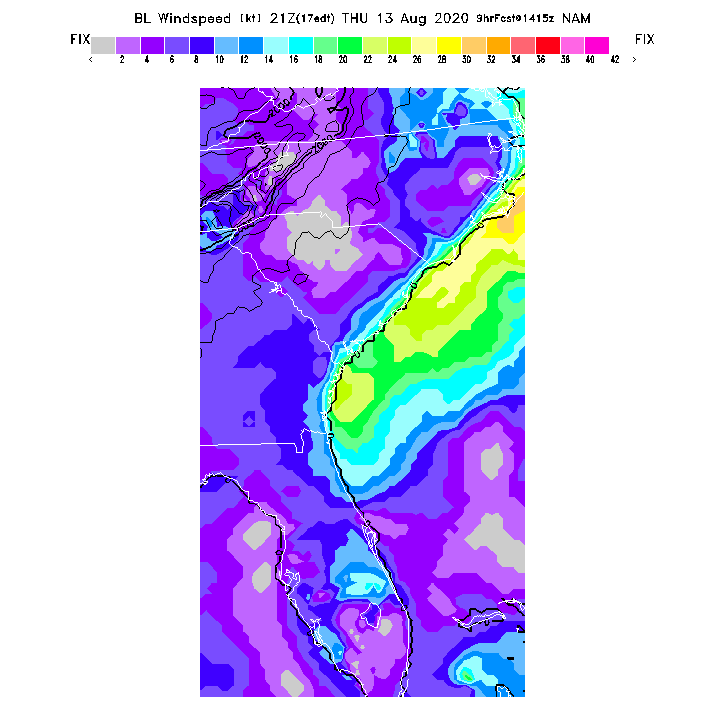 BL Windspeed [kt] 21Z(17edt) THU 13 Aug 2020 9hrFcst@1415z NAM
FIX FIX
< 2 4 6 8 10 12 14 16 18 20 22 24 26 28 30 32 34 36 38 40 42 >